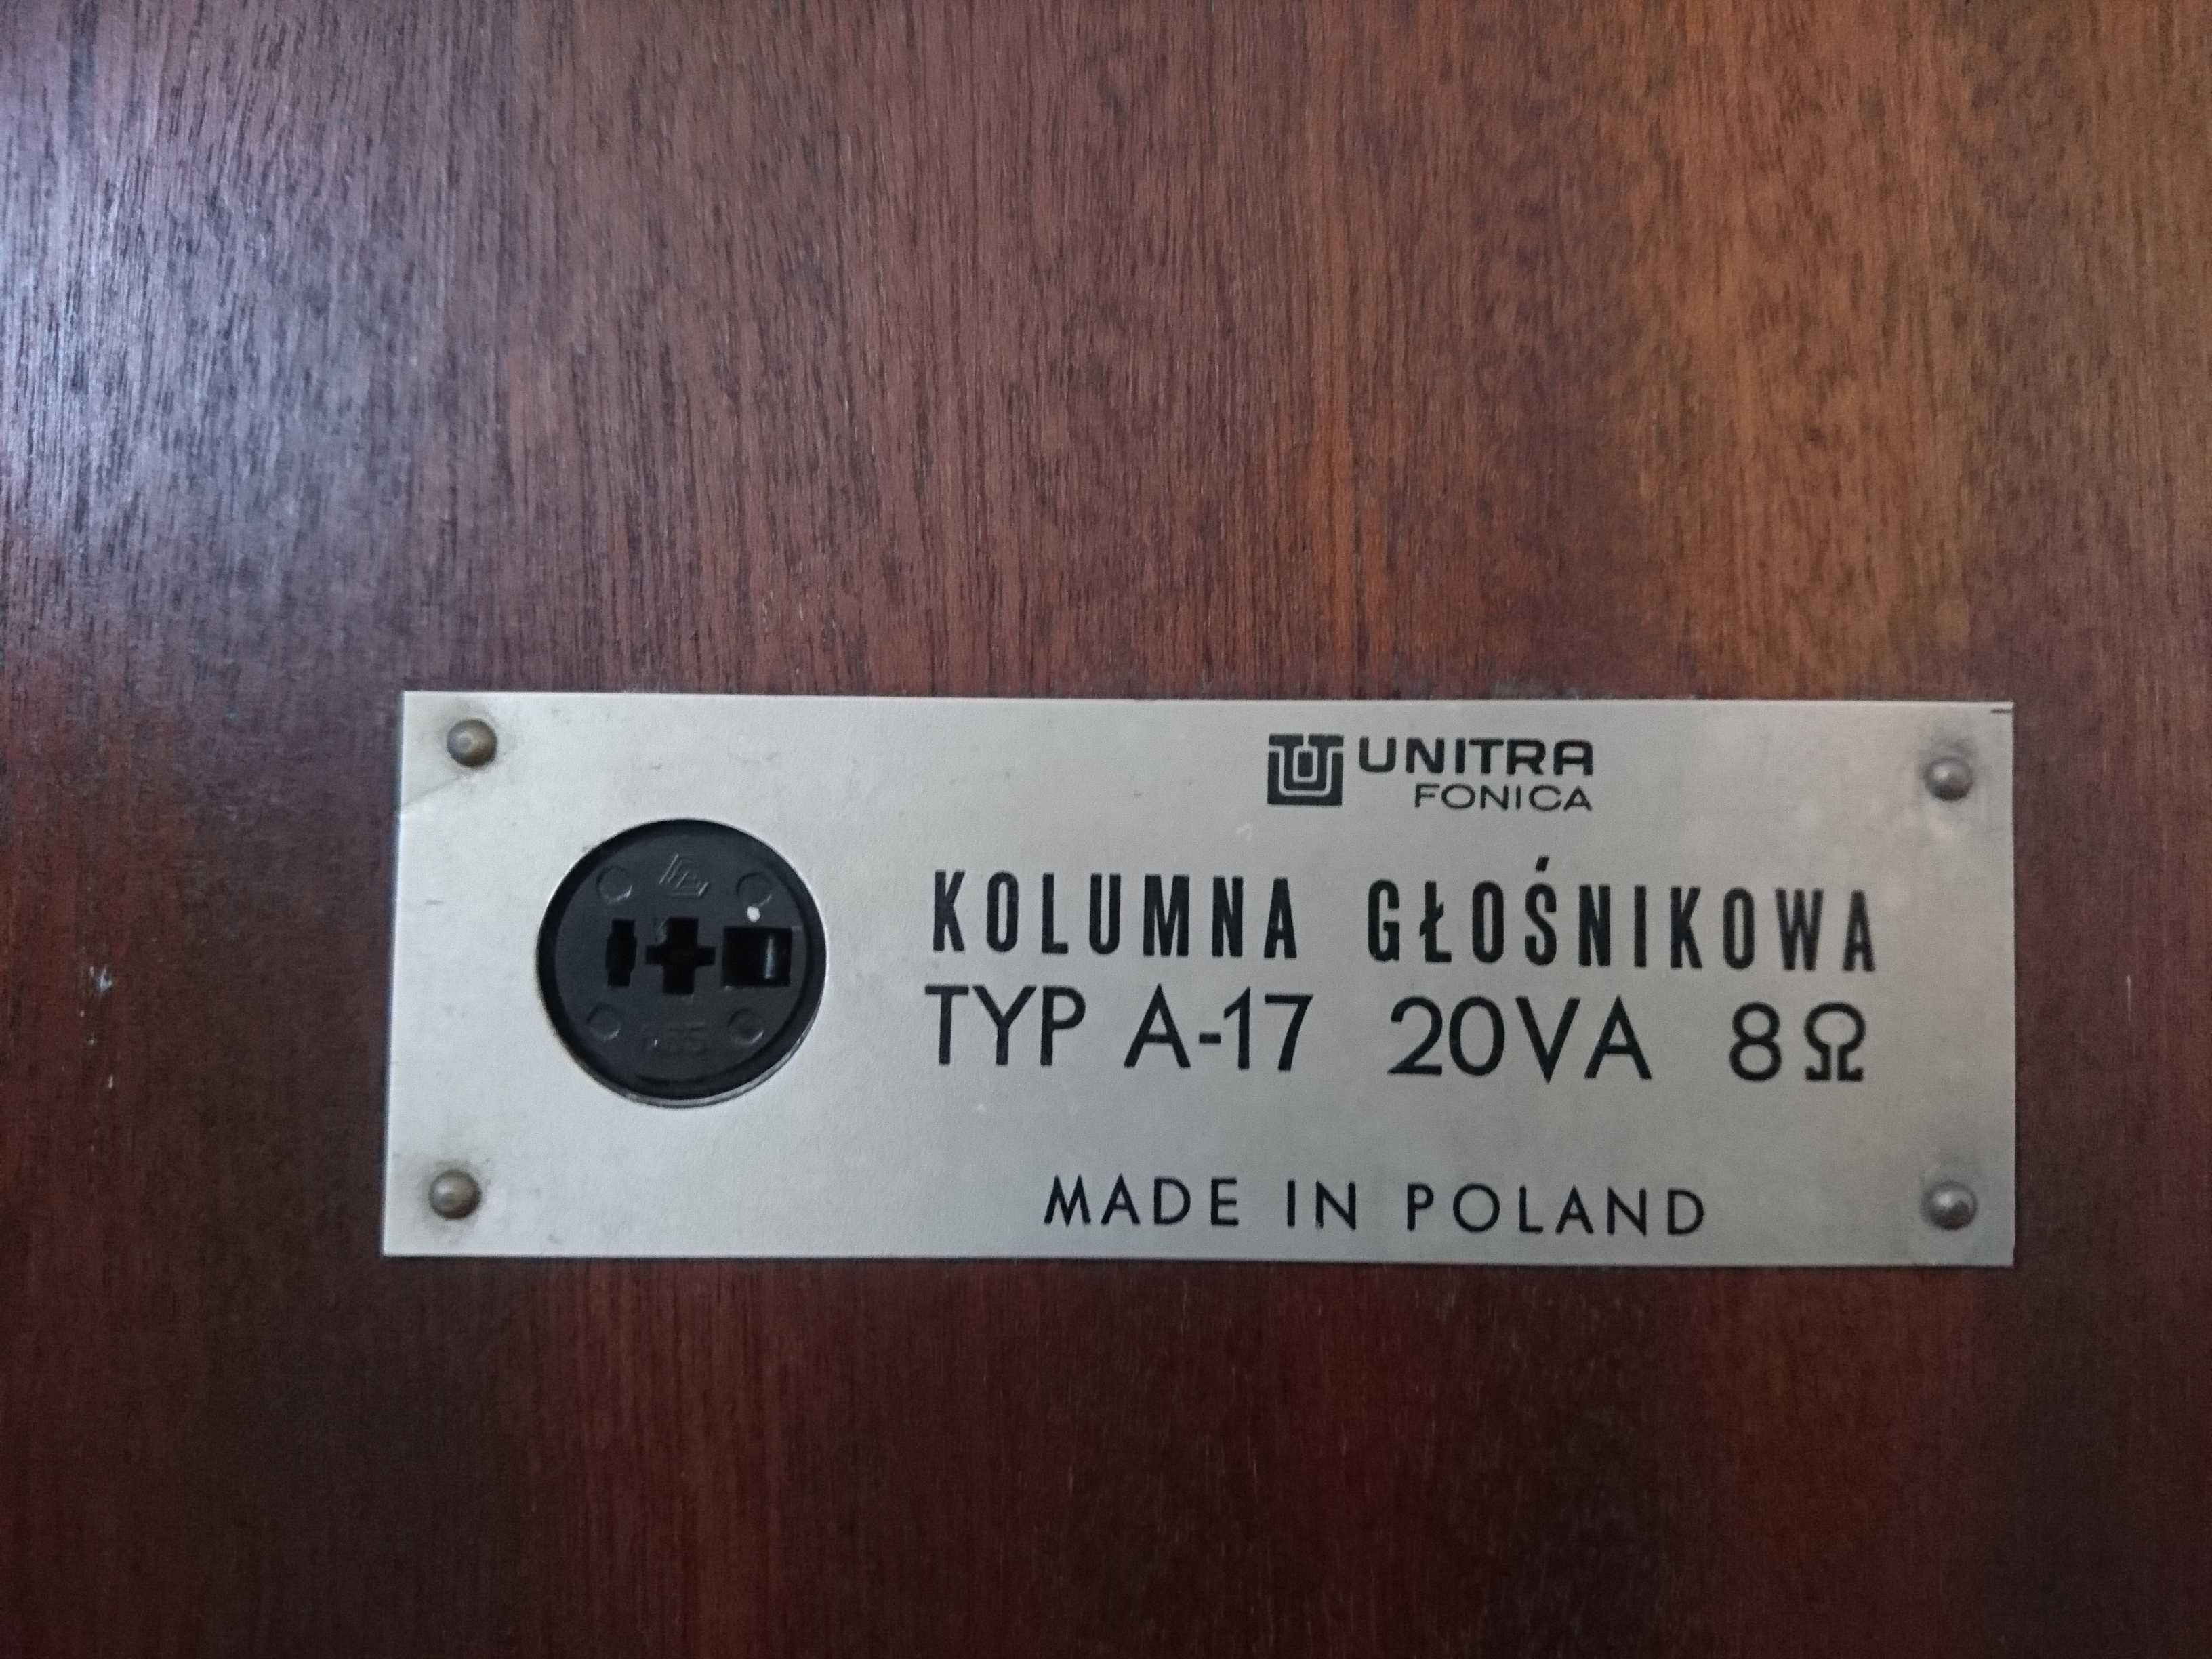 UNITRA
FONICA
KOLUMNA GŁOŚNIKOWA
TYP A-17 20VA 8Ω
MADE IN POLAND